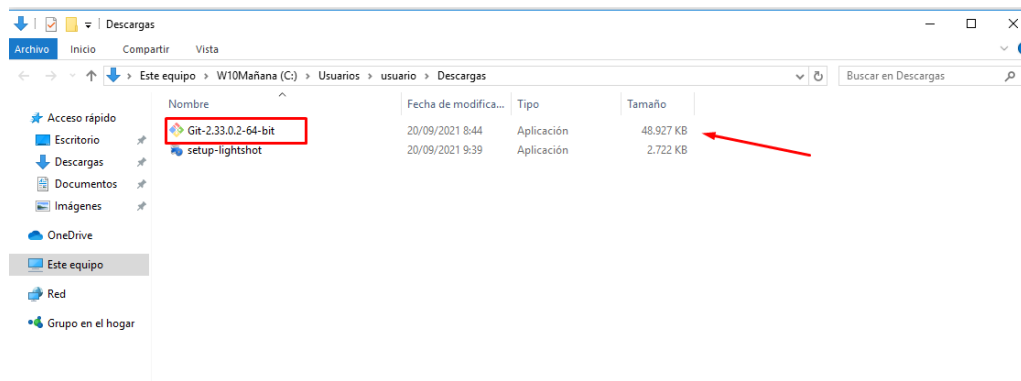 Descargas
Archivo Inicio Compartir Vista
Este equipo > W10Mañana (C:) > Usuarios > usuario > Descargas Buscar en Descargas
Nombre Fecha de modifica... Tipo Tamaño
Acceso rápido
Git-2.33.0.2-64-bit 20/09/2021 8:44 Aplicación 48.927 KB
Escritorio
setup-lightshot 20/09/2021 9:39 Aplicación 2.722 KB
Descargas
Documentos
Imágenes
OneDrive
Este equipo
Red
Grupo en el hogar